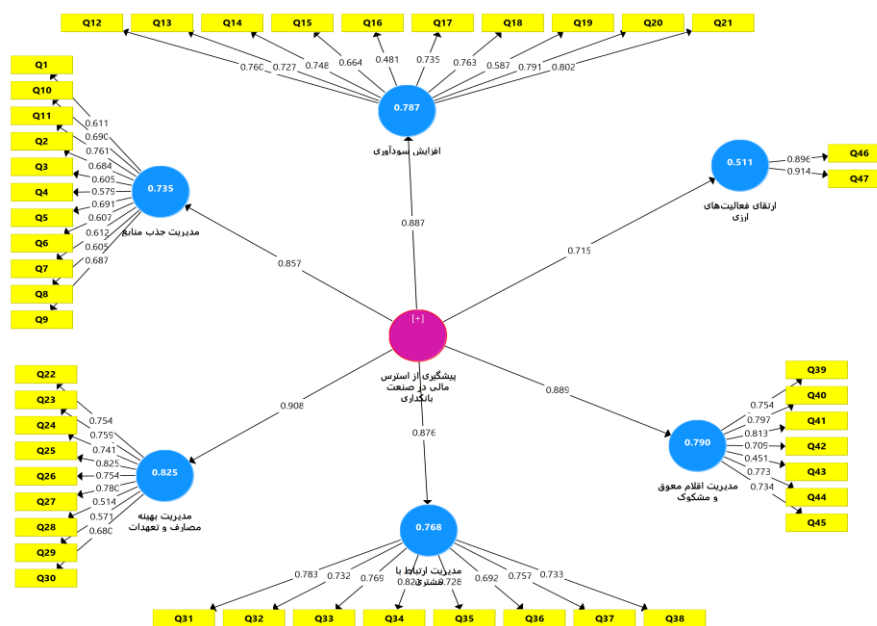 Q12 Q13 Q14 Q15 Q16 Q17 Q18 Q19 Q20 Q21
0.760 0.727 0.748 0.664 0.481 0.735 0.763 0.587 0.791 0.802
0.787
افزایش سودآوری
Q1
Q10
Q11
Q2
Q3
Q4
Q5
Q6
Q7
Q8
Q9
0.611
0.690
0.761
0.684
0.605
0.579
0.691
0.607
0.612
0.605
0.687
0.735
مدیریت جذب منابع
0.511
ارتقای فعالیت‌های
ارزی
0.896
0.914
Q46
Q47
0.887
0.857
0.715
[+]
پیشگیری از استرس
مالی در صنعت
بانکداری
0.908
0.876
0.889
Q22
Q23
Q24
Q25
Q26
Q27
Q28
Q29
Q30
0.754
0.759
0.741
0.825
0.754
0.780
0.514
0.571
0.680
0.825
مدیریت بهینه
مصارف و تعهدات
0.790
مدیریت اقلام معوق
و مشکوک
0.754
0.797
0.813
0.709
0.451
0.773
0.734
Q39
Q40
Q41
Q42
Q43
Q44
Q45
0.768
مدیریت ارتباط با
مشتری
0.783 0.732 0.769 0.728 0.692 0.757 0.733
Q31 Q32 Q33 Q34 Q35 Q36 Q37 Q38